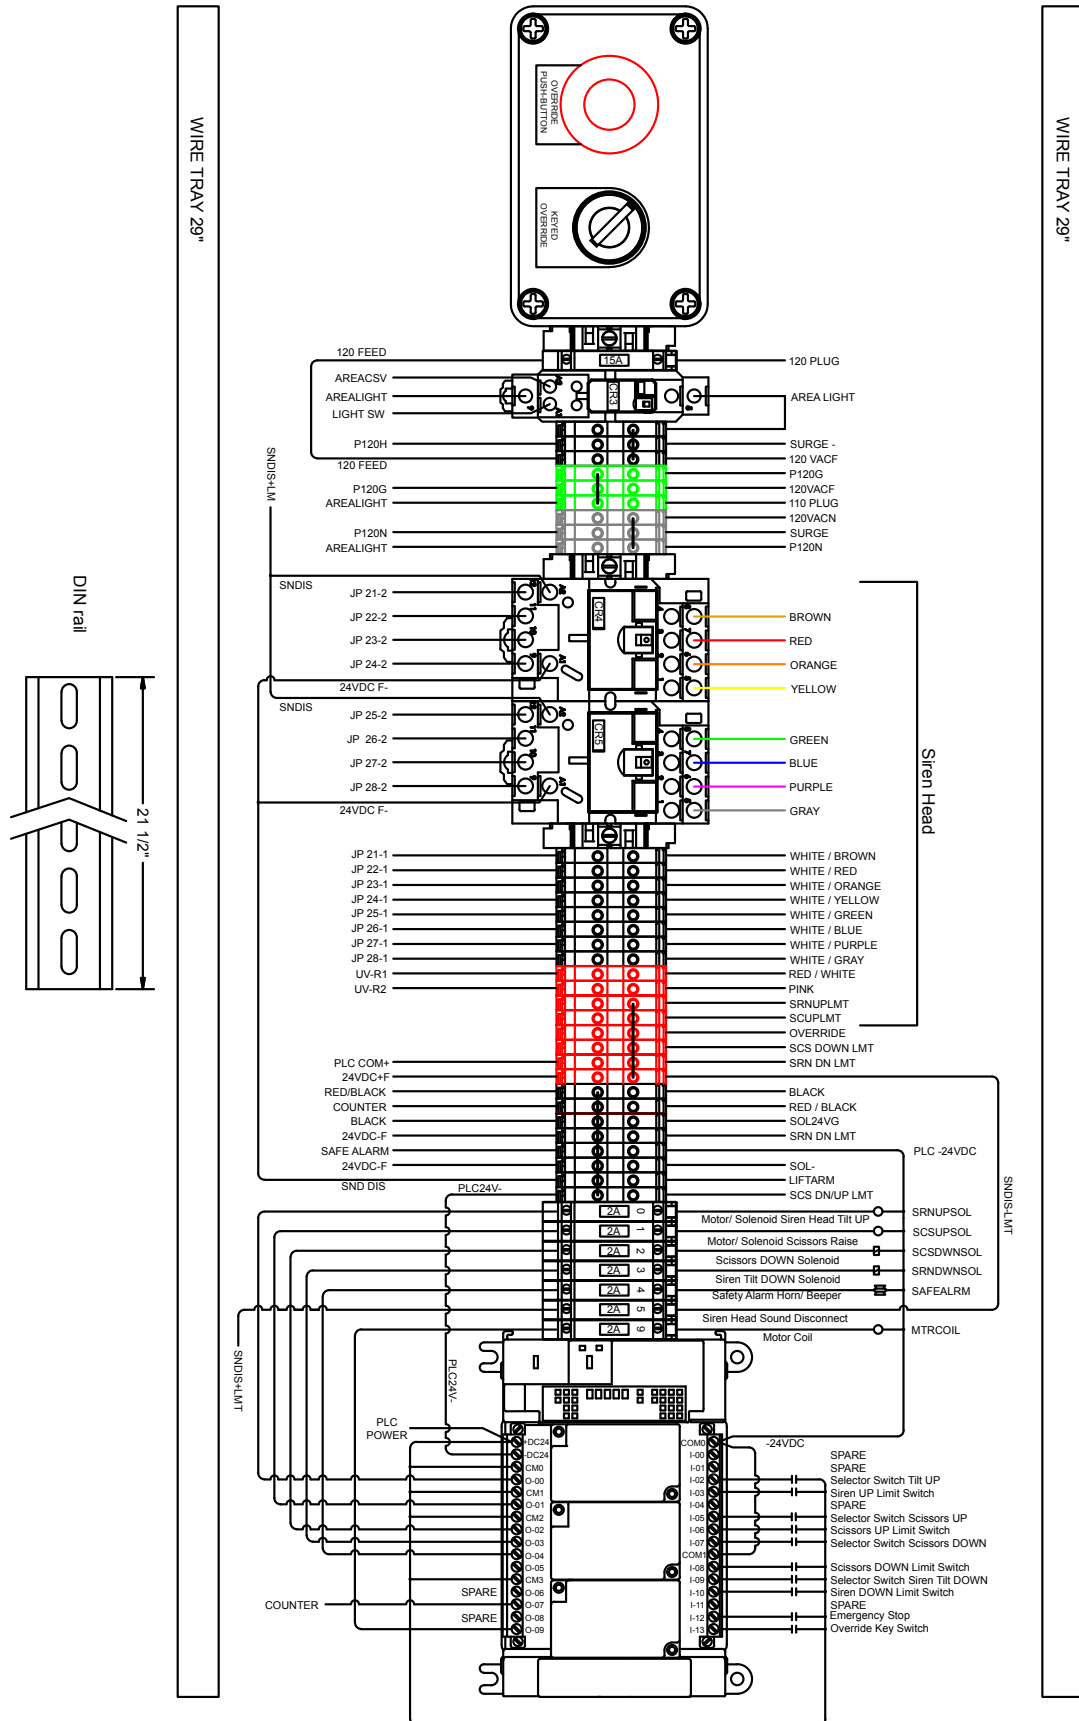 WIRE TRAY 29"
WIRE TRAY 29"
OVERRIDE
PUSH-BUTTON
KEYED
OVERRIDE
120 FEED
15A
120 PLUG
AREACSV
AREALIGHT
LIGHT SW
A2
A1
CR3
AREA LIGHT
P120H
120 FEED
P120G
AREALIGHT
P120N
AREALIGHT
SURGE -
120 VACF
P120G
120VACF
110 PLUG
120VACN
SURGE
P120N
SNDIS+LM
SNDIS
JP 21-2
JP 22-2
JP 23-2
JP 24-2
24VDC F-
A2
A1
CR4
BROWN
RED
ORANGE
YELLOW
SNDIS
JP 25-2
JP 26-2
JP 27-2
JP 28-2
24VDC F-
A2
A1
CR5
GREEN
BLUE
PURPLE
GRAY
Siren Head
DIN rail
21 1/2"
JP 21-1
JP 22-1
JP 23-1
JP 24-1
JP 25-1
JP 26-1
JP 27-1
JP 28-1
UV-R1
UV-R2
PLC COM+
24VDC+F
RED/BLACK
COUNTER
BLACK
24VDC-F
SAFE ALARM
24VDC-F
SND DIS
PLC24V-
WHITE / BROWN
WHITE / RED
WHITE / ORANGE
WHITE / YELLOW
WHITE / GREEN
WHITE / BLUE
WHITE / PURPLE
WHITE / GRAY
RED / WHITE
PINK
SRNUPLMT
SCUPLMT
OVERRIDE
SCS DOWN LMT
SRN DN LMT
BLACK
RED / BLACK
SOL24VG
SRN DN LMT
PLC -24VDC
SOL-
LIFTARM
SCS DN/UP LMT
SNDIS-LMT
2A 0
Motor/ Solenoid Siren Head Tilt UP
SRNUPSOL
2A 1
Motor/ Solenoid Scissors Raise
SCSUPSOL
2A 2
Scissors DOWN Solenoid
SCSDWNSOL
2A 3
Siren Tilt DOWN Solenoid
SRNDWNSOL
2A 4
Safety Alarm Horn/ Beeper
SAFEALRM
2A 5
Siren Head Sound Disconnect
2A 9
Motor Coil
MTRCOIL
SNDIS+LMT
PLC24V-
PLC
POWER
+DC24
-DC24
CM0
O-00
CM1
O-01
CM2
O-02
O-03
O-04
O-05
CM3
SPARE O-06
COUNTER O-07
SPARE O-08
O-09
COM0 -24VDC
I-00 SPARE
I-01 SPARE
I-02 Selector Switch Tilt UP
I-03 Siren UP Limit Switch
I-04 SPARE
I-05 Selector Switch Scissors UP
I-06 Scissors UP Limit Switch
I-07 Selector Switch Scissors DOWN
COM1
I-08 Scissors DOWN Limit Switch
I-09 Selector Switch Siren Tilt DOWN
I-10 Siren DOWN Limit Switch
I-11 SPARE
I-12 Emergency Stop
I-13 Override Key Switch